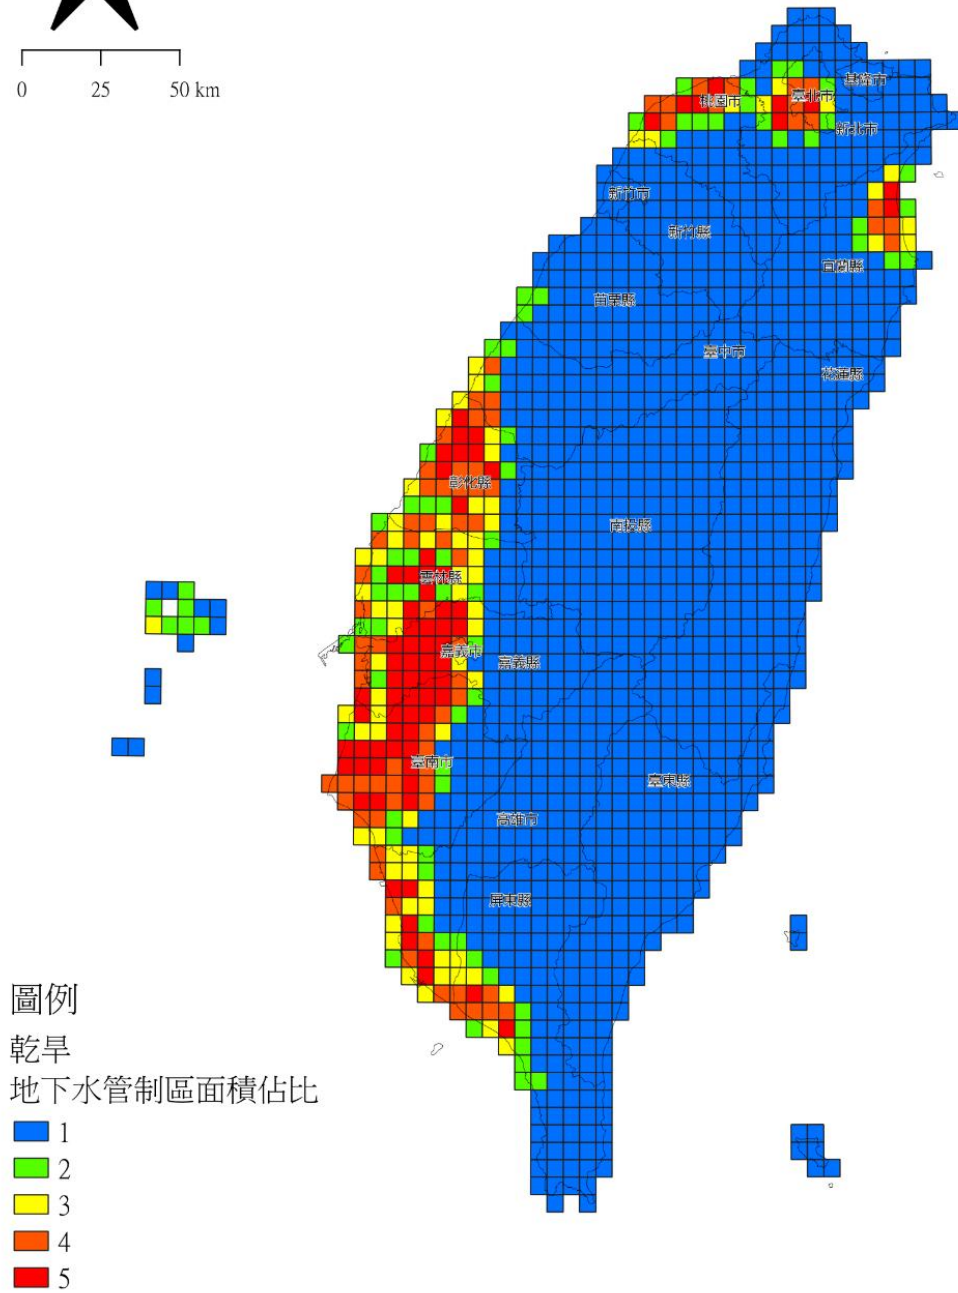 0 25 50 km
基隆市
桃園市
臺北市
新北市
新竹市
新竹縣
宜蘭縣
苗栗縣
臺中市
花蓮縣
彰化縣
南投縣
雲林縣
嘉義市
嘉義縣
臺南市
臺東縣
高雄市
屏東縣
圖例
乾旱
地下水管制區面積佔比
1
2
3
4
5